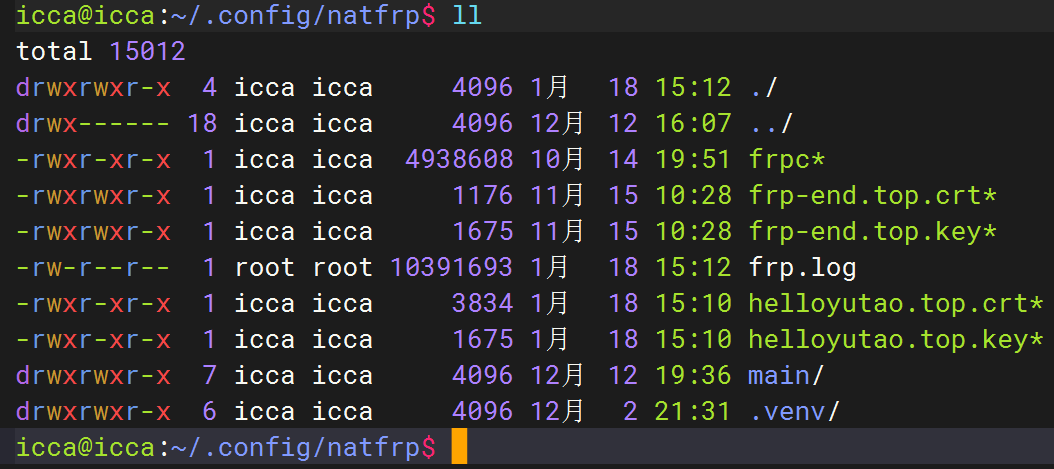 icca@icca:~/.config/natfrp$ ll
total 15012
drwxrwxr-x  4 icca icca     4096 1月   18 15:12 ./
drwx------ 18 icca icca     4096 12月  12 16:07 ../
-rwxr-xr-x  1 icca icca  4938608 10月  14 19:51 frpc*
-rwxrwxr-x  1 icca icca     1176 11月  15 10:28 frp-end.top.crt*
-rwxrwxr-x  1 icca icca     1675 11月  15 10:28 frp-end.top.key*
-rw-r--r--  1 root root 10391693 1月   18 15:12 frp.log
-rwxr-xr-x  1 icca icca     3834 1月   18 15:10 helloyutao.top.crt*
-rwxr-xr-x  1 icca icca     1675 1月   18 15:10 helloyutao.top.key*
drwxrwxr-x  7 icca icca     4096 12月  12 19:36 main/
drwxrwxr-x  6 icca icca     4096 12月   2 21:31 .venv/
icca@icca:~/.config/natfrp$